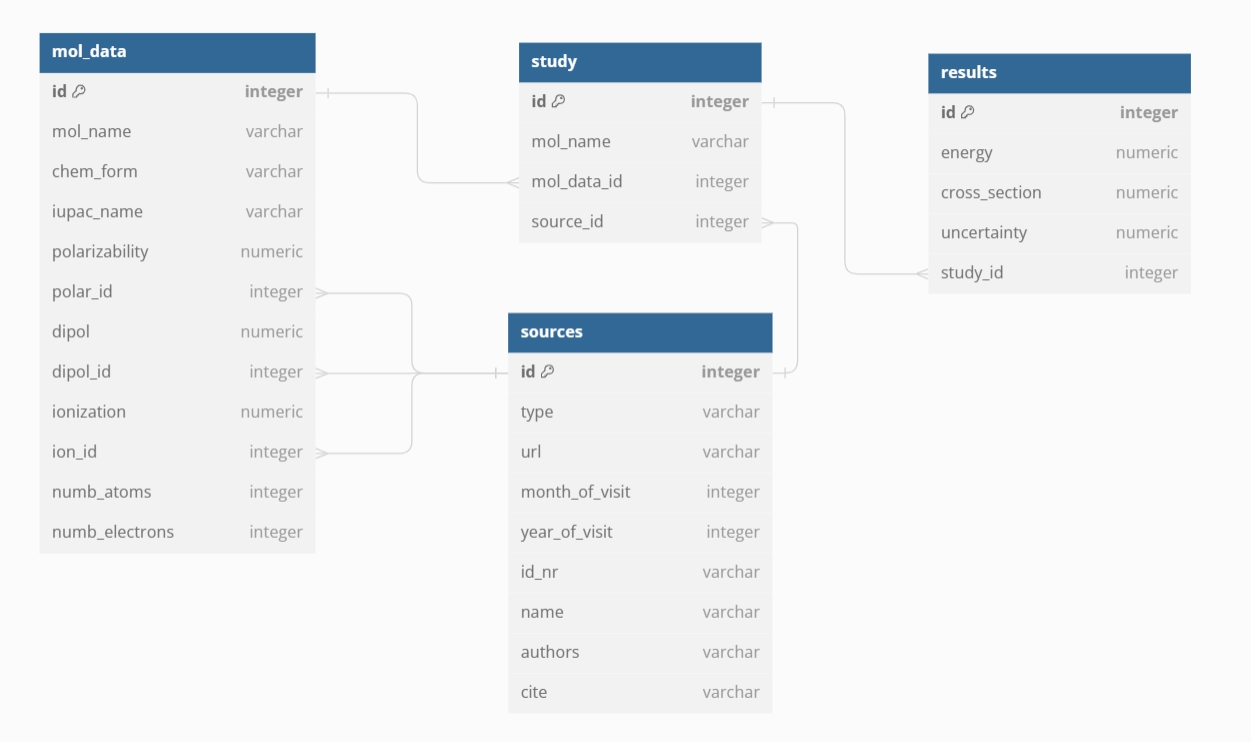 mol_data
id integer
mol_name varchar
chem_form varchar
iupac_name varchar
polarizability numeric
polar_id integer
dipol numeric
dipol_id integer
ionization numeric
ion_id integer
numb_atoms integer
numb_electrons integer
study
id integer
mol_name varchar
mol_data_id integer
source_id integer
sources
id integer
type varchar
url varchar
month_of_visit integer
year_of_visit integer
id_nr varchar
name varchar
authors varchar
cite varchar
results
id integer
energy numeric
cross_section numeric
uncertainty numeric
study_id integer